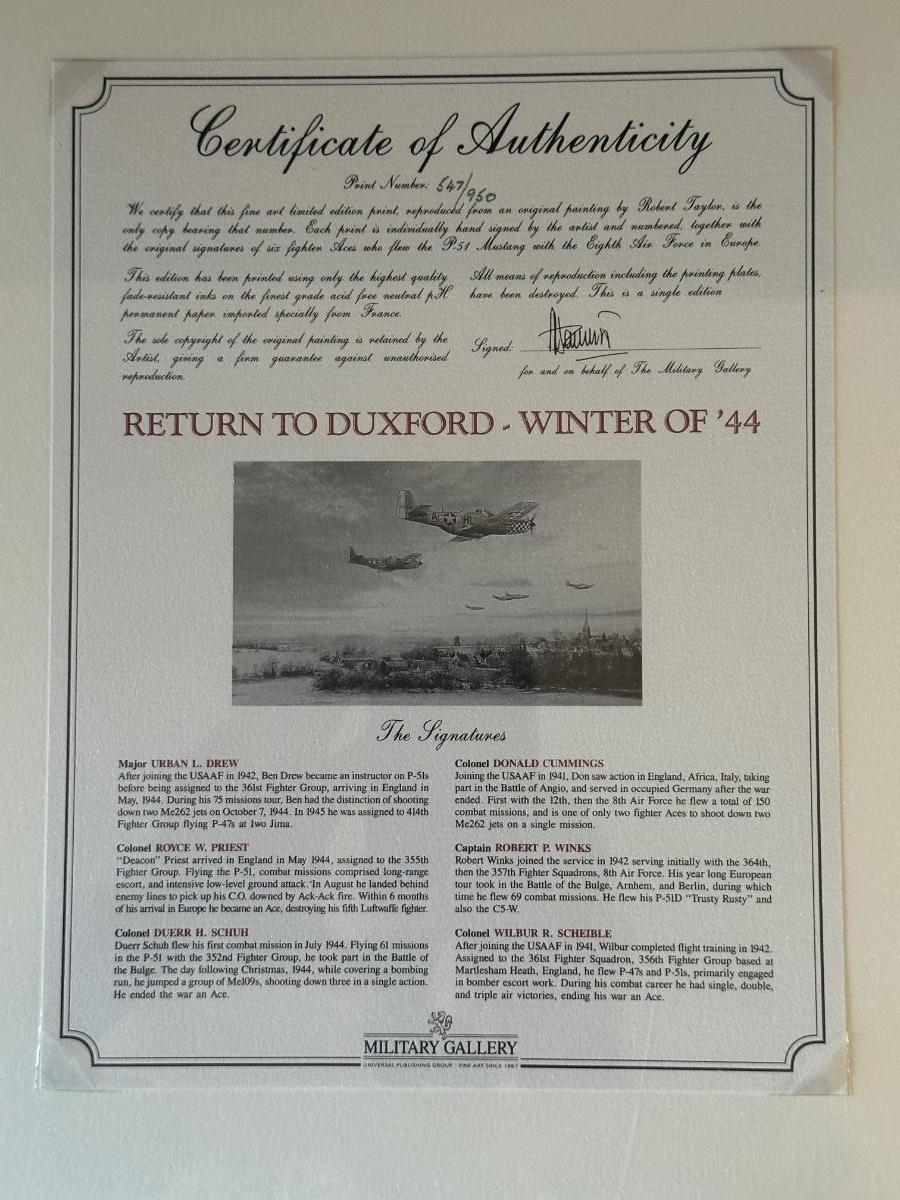 Certificate of Authenticity
Print Number: 547/950
We certify that this fine art limited edition print, reproduced from an original painting by Robert Taylor, is the
only copy bearing that number. Each print is individually hand signed by the artist and numbered, together with
the original signatures of six fighter Aces who flew the P.51 Mustang with the Eighth Air Force in Europe.
This edition has been printed using only the highest quality
fade-resistant inks on the finest grade acid free neutral pH
permanent paper imported specially from France.
The sole copyright of the original painting is retained by the
Artist, giving a firm guarantee against unauthorised
reproduction.
All means of reproduction including the printing plates,
have been destroyed. This is a single edition
Signed:
for and on behalf of The Military Gallery
RETURN TO DUXFORD - WINTER OF '44
The Signatures
Major URBAN L. DREW
After joining the USAAF in 1942, Ben Drew became an instructor on P-51s
before being assigned to the 361st Fighter Group, arriving in England in
May, 1944. During his 75 missions tour, Ben had the distinction of shooting
down two Me262 jets on October 7, 1944. In 1945 he was assigned to 414th
Fighter Group flying P-47s at Iwo Jima.
Colonel ROYCE W. PRIEST
"Deacon" Priest arrived in England in May 1944, assigned to the 355th
Fighter Group. Flying the P-51, combat missions comprised long-range
escort, and intensive low-level ground attack. In August he landed behind
enemy lines to pick up his C.O. downed by Ack-Ack fire. Within 6 months
of his arrival in Europe he became an Ace, destroying his fifth Luftwaffe fighter.
Colonel DUERR H. SCHUH
Duerr Schuh flew his first combat mission in July 1944. Flying 61 missions
in the P-51 with the 352nd Fighter Group, he took part in the Battle of
the Bulge. The day following Christmas, 1944, while covering a bombing
run, he jumped a group of Me109s, shooting down three in a single action.
He ended the war an Ace.
Colonel DONALD CUMMINGS
Joining the USAAF in 1941, Don saw action in England, Africa, Italy, taking
part in the Battle of Angio, and served in occupied Germany after the war
ended. First with the 12th, then the 8th Air Force he flew a total of 150
combat missions, and is one of only two fighter Aces to shoot down two
Me262 jets on a single mission.
Captain ROBERT P. WINKS
Robert Winks joined the service in 1942 serving initially with the 364th,
then the 357th Fighter Squadrons, 8th Air Force. His year long European
tour took in the Battle of the Bulge, Arnhem, and Berlin, during which
time he flew 69 combat missions. He flew his P-51D "Trusty Rusty" and
also the C5-W.
Colonel WILBUR R. SCHEIBLE
After joining the USAAF in 1941, Wilbur completed flight training in 1942.
Assigned to the 361st Fighter Squadron, 356th Fighter Group based at
Martlesham Heath, England, he flew P-47s and P-51s, primarily engaged
in bomber escort work. During his combat career he had single, double,
and triple air victories, ending his war an Ace.
MILITARY GALLERY
UNIVERSAL PUBLISHING GROUP · FINE ART SINCE 1967